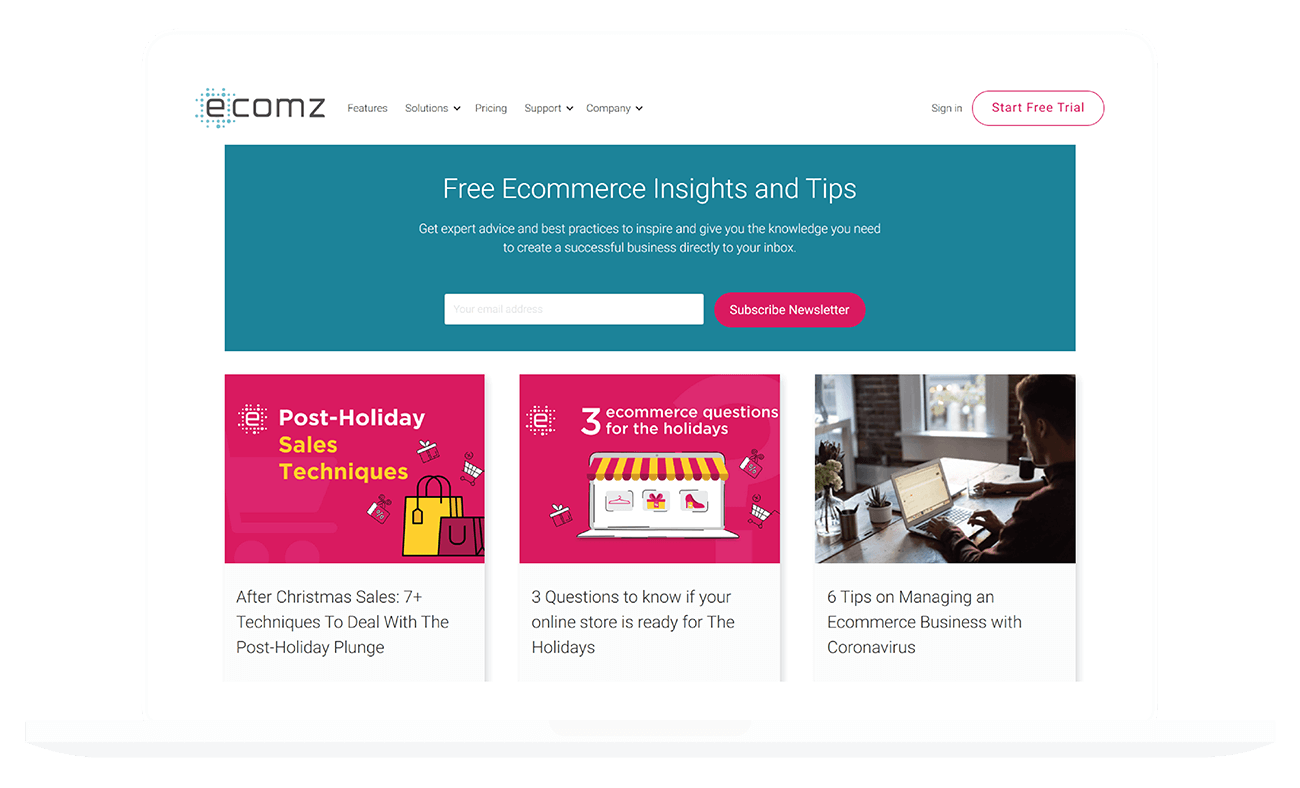 ecomz
Features Solutions Pricing Support Company
Sign in
Start Free Trial
Free Ecommerce Insights and Tips
Get expert advice and best practices to inspire and give you the knowledge you need
to create a successful business directly to your inbox.
Your email address
Subscribe Newsletter
e
Post-Holiday
Sales
Techniques
%
e
3 ecommerce questions
for the holidays
%
After Christmas Sales: 7+
Techniques To Deal With The
Post-Holiday Plunge
3 Questions to know if your
online store is ready for The
Holidays
6 Tips on Managing an
Ecommerce Business with
Coronavirus